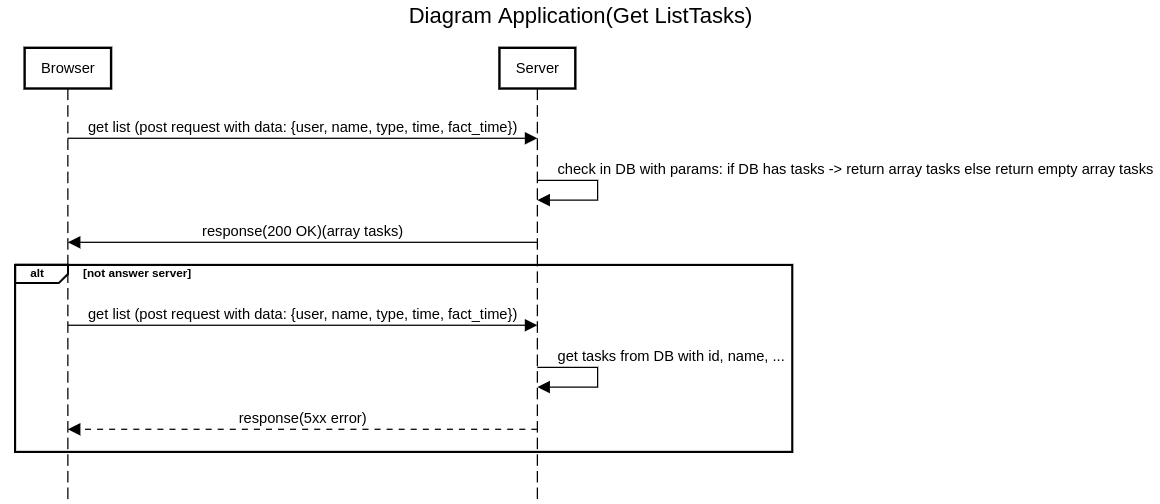 Diagram Application(Get ListTasks)
Browser
Server
get list (post request with data: {user, name, type, time, fact_time})
check in DB with params: if DB has tasks -> return array tasks else return empty array tasks
response(200 OK)(array tasks)
alt
[not answer server]
get list (post request with data: {user, name, type, time, fact_time})
get tasks from DB with id, name, ...
response(5xx error)